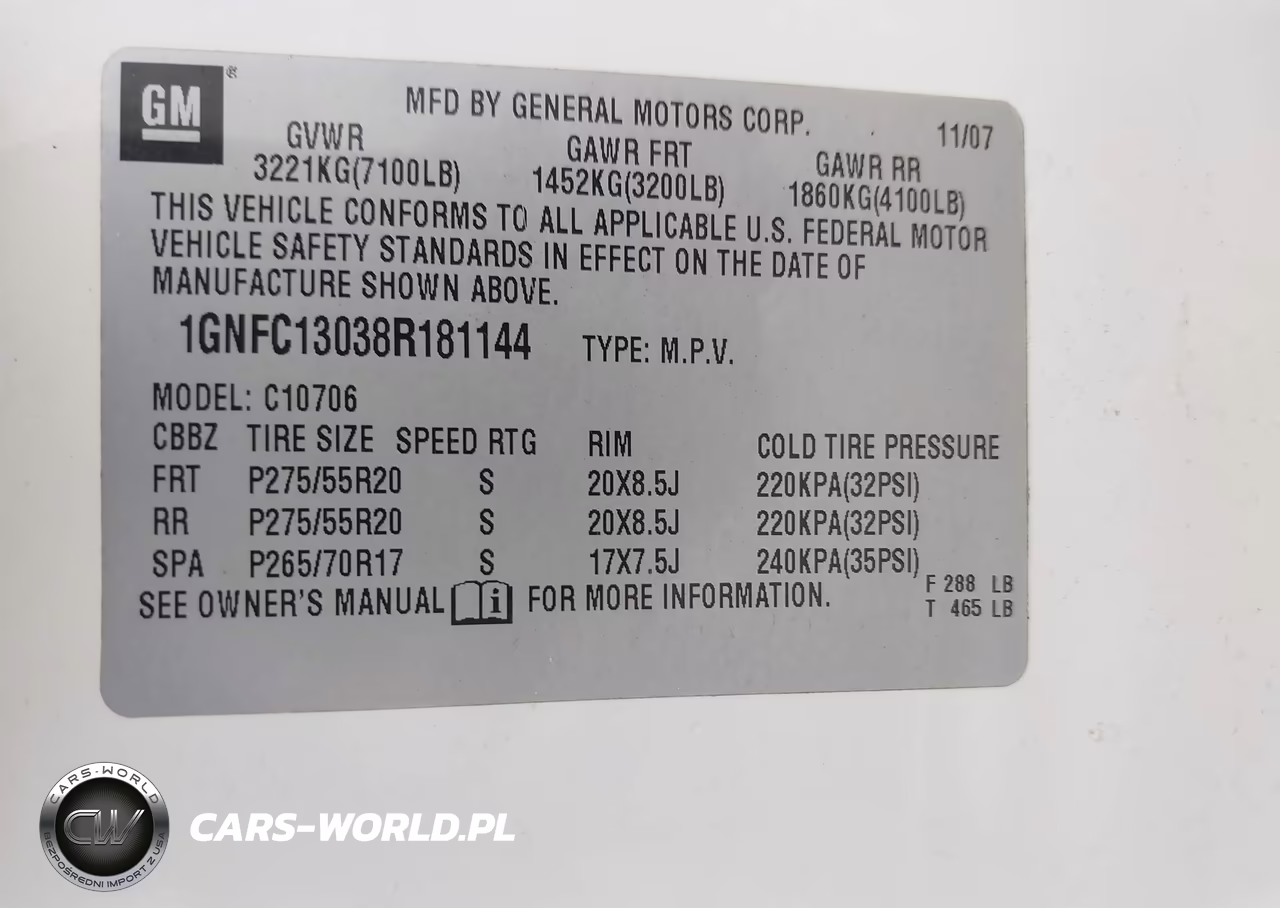 GM ®
MFD BY GENERAL MOTORS CORP.
11/07
GVWR GAWR FRT GAWR RR
3221KG(7100LB) 1452KG(3200LB) 1860KG(4100LB)
THIS VEHICLE CONFORMS TO ALL APPLICABLE U.S. FEDERAL MOTOR
VEHICLE SAFETY STANDARDS IN EFFECT ON THE DATE OF
MANUFACTURE SHOWN ABOVE.
1GNFC13038R181144 TYPE: M.P.V.
MODEL: C10706
CBBZ TIRE SIZE SPEED RTG RIM COLD TIRE PRESSURE
FRT P275/55R20 S 20X8.5J 220KPA(32PSI)
RR P275/55R20 S 20X8.5J 220KPA(32PSI)
SPA P265/70R17 S 17X7.5J 240KPA(35PSI)
SEE OWNER'S MANUAL i FOR MORE INFORMATION.
F 288 LB
T 465 LB
CARS-WORLD
CW
BEZPOŚREDNI IMPORT Z USA
CARS-WORLD.PL